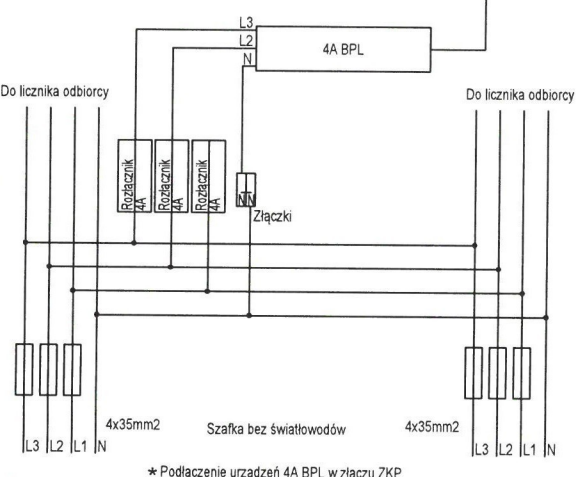 L3
L2
N
4A BPL
Do licznika odbiorcy
Do licznika odbiorcy
Rozłącznik
4A
Rozłącznik
4A
Rozłącznik
4A
N N
Złączki
4x35mm2
Szafka bez światłowodów
4x35mm2
L3 L2 L1 N
L3 L2 L1 N
* Podłączenie urządzeń 4A BPL w złączu ZKP